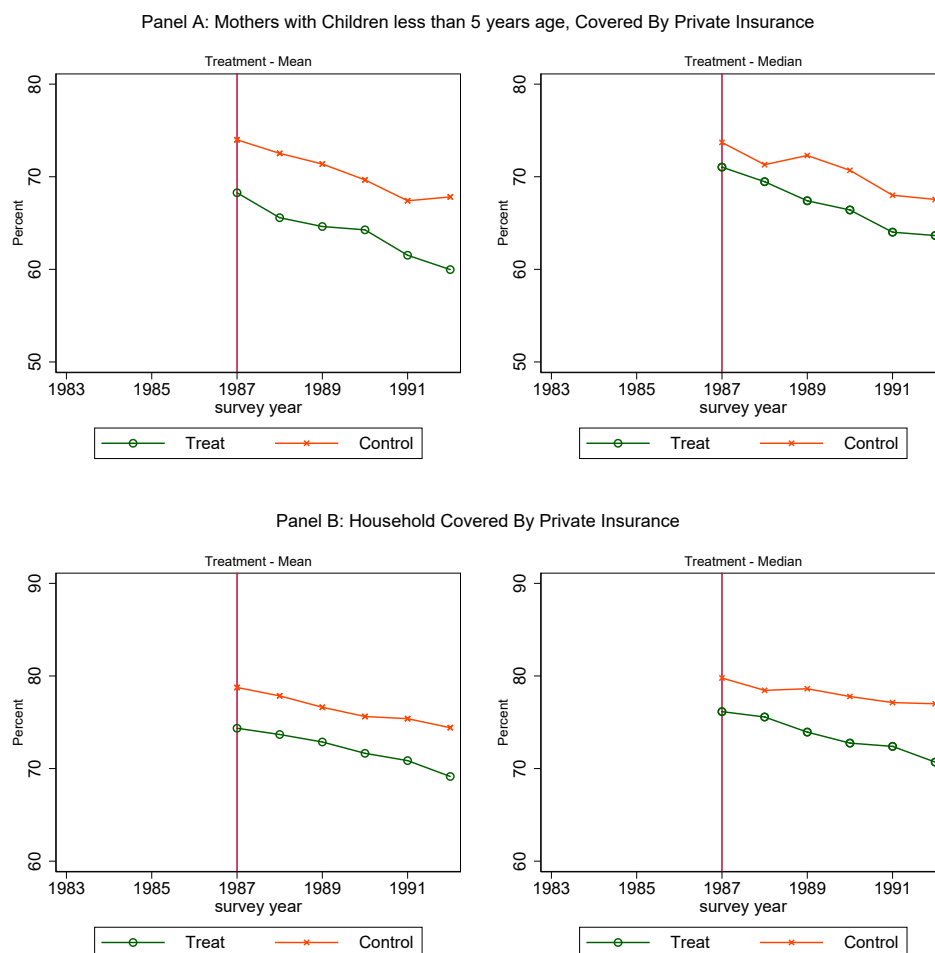 Panel A: Mothers with Children less than 5 years age, Covered By Private Insurance
Treatment - Mean
80
70
60
50
Percent
1983 1985 1987 1989 1991
survey year
Treat Control
Treatment - Median
80
70
60
50
Percent
1983 1985 1987 1989 1991
survey year
Treat Control
Panel B: Household Covered By Private Insurance
Treatment - Mean
90
80
70
60
Percent
1983 1985 1987 1989 1991
survey year
Treat Control
Treatment - Median
90
80
70
60
Percent
1983 1985 1987 1989 1991
survey year
Treat Control